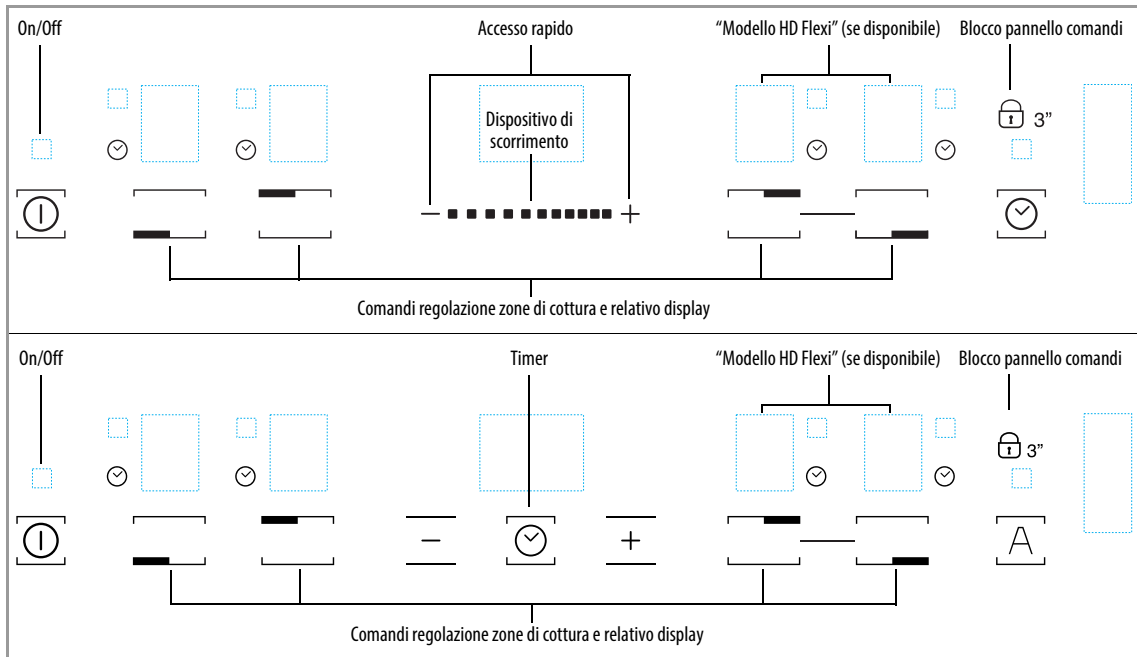 On/Off
Accesso rapido
“Modello HD Flexi” (se disponibile)
Blocco pannello comandi
Dispositivo di
scorrimento
3”
Comandi regolazione zone di cottura e relativo display
On/Off
Timer
“Modello HD Flexi” (se disponibile)
Blocco pannello comandi
3”
A
Comandi regolazione zone di cottura e relativo display